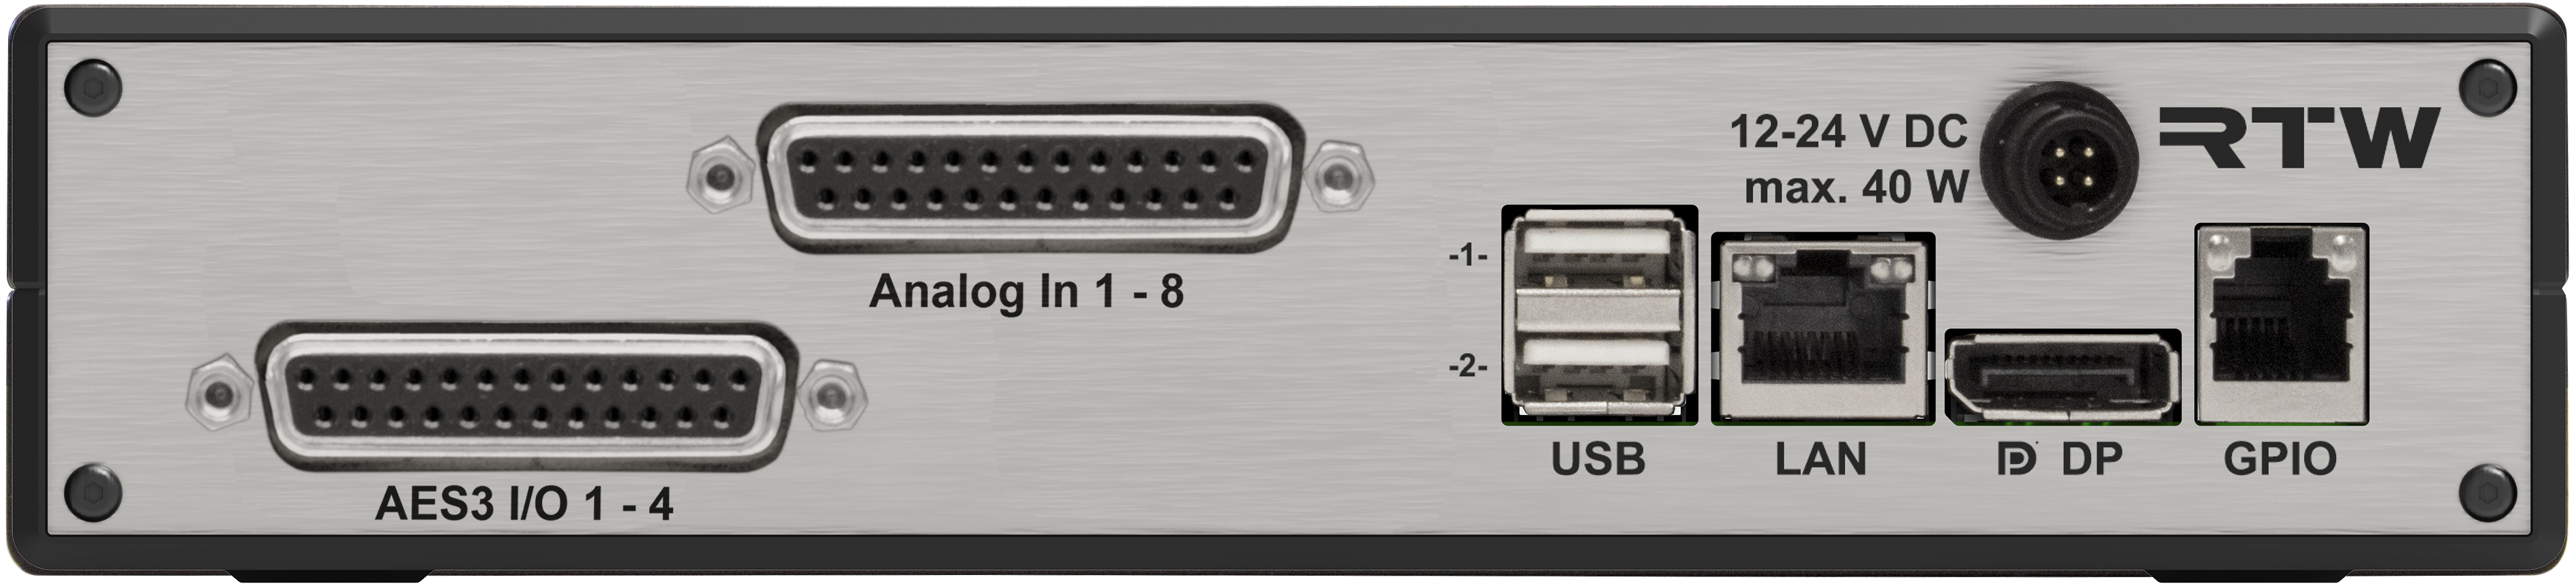 12-24 V DC
max. 40 W
RTW
Analog In 1 - 8
-1-
-2-
USB
LAN
DP
GPIO
AES3 I/O 1 - 4